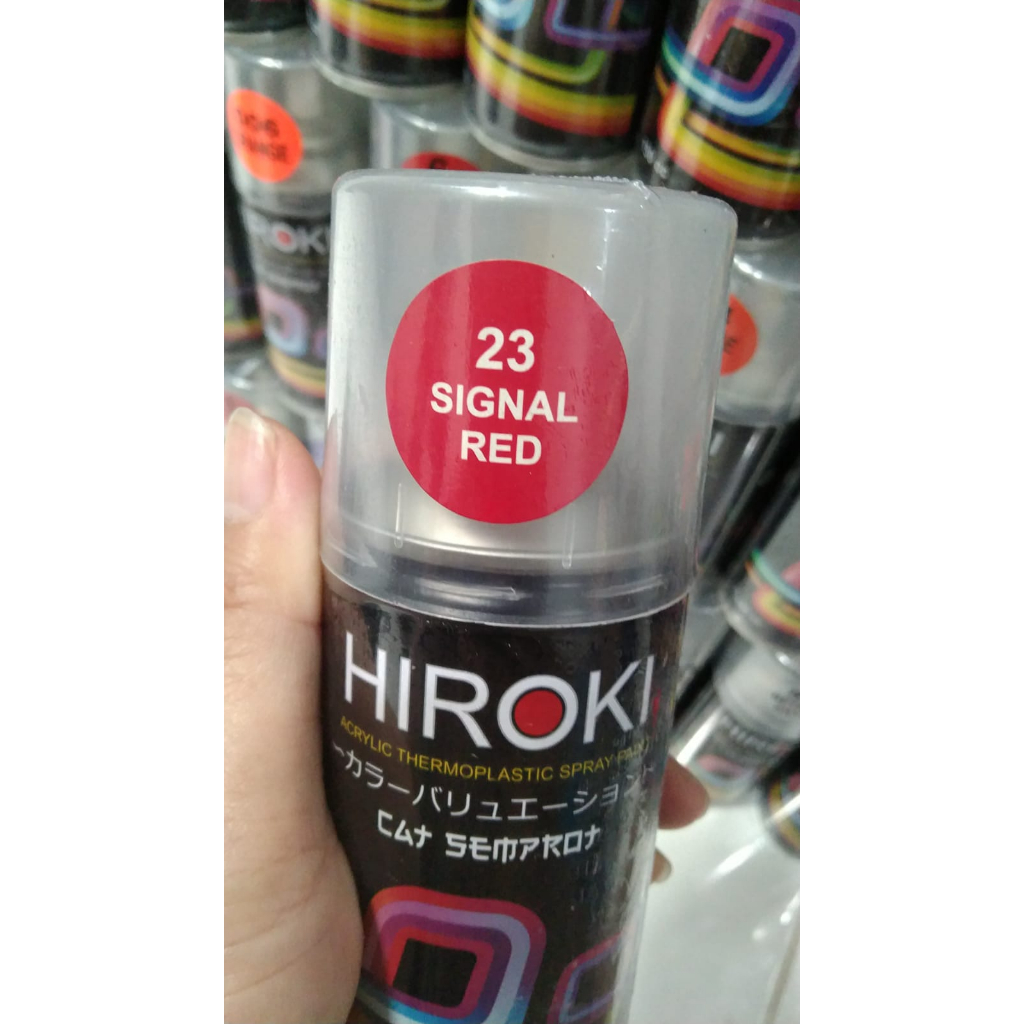 23
SIGNAL
RED
HIROKI
ACRYLIC THERMOPLASTIC SPRAY PAINT
カラーバリュエーション
CAT SEMPROT